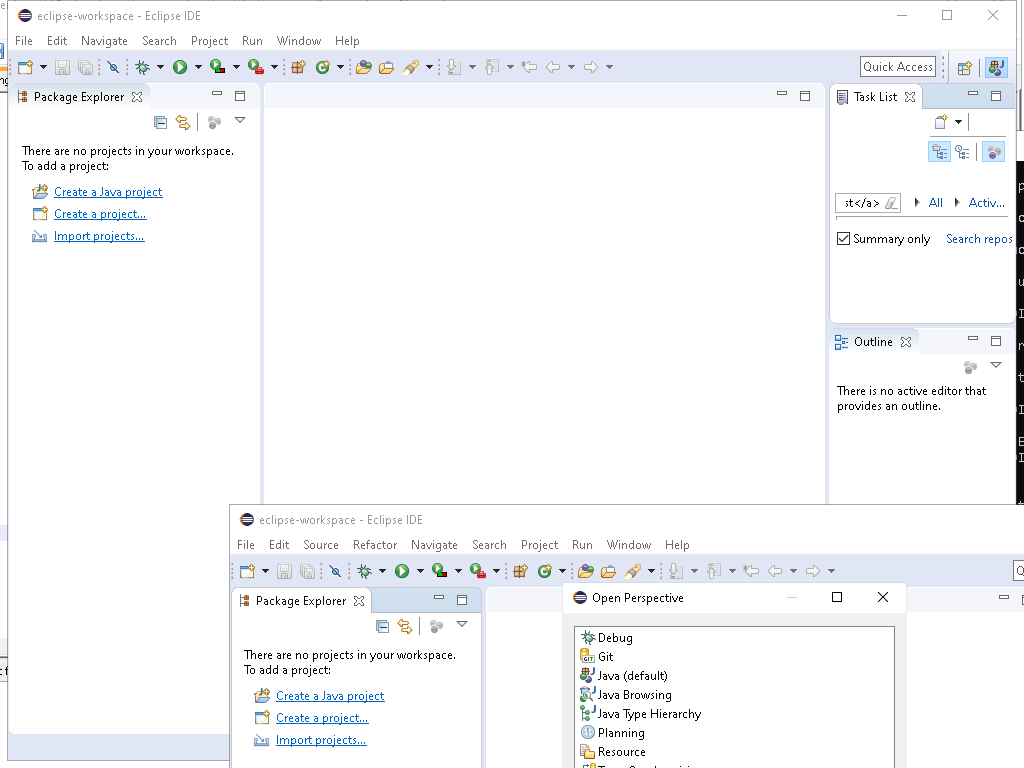 eclipse-workspace - Eclipse IDE
File Edit Navigate Search Project Run Window Help
Quick Access
Package Explorer
There are no projects in your workspace.
To add a project:
Create a Java project
Create a project...
Import projects...
Task List
st</a> All Activ...
Summary only Search repos
Outline
There is no active editor that
provides an outline.
eclipse-workspace - Eclipse IDE
File Edit Source Refactor Navigate Search Project Run Window Help
Package Explorer
There are no projects in your workspace.
To add a project:
Create a Java project
Create a project...
Import projects...
Open Perspective
Debug
Git
Java (default)
Java Browsing
Java Type Hierarchy
Planning
Resource